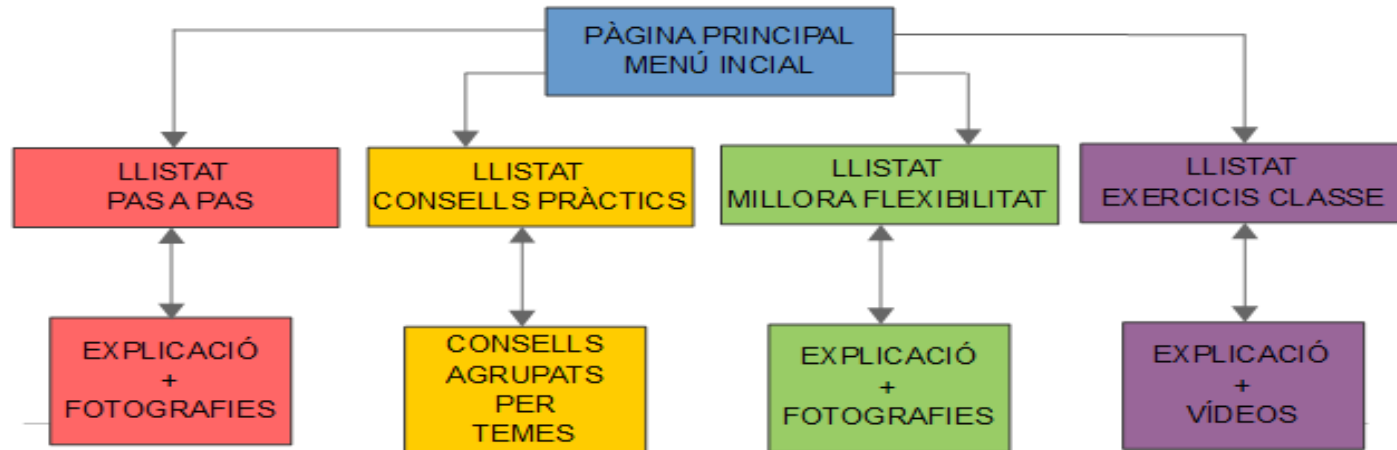 PÀGINA PRINCIPAL
MENÚ INCIAL
LLISTAT
PAS A PAS
LLISTAT
CONSELLS PRÀCTICS
LLISTAT
MILLORA FLEXIBILITAT
LLISTAT
EXERCICIS CLASSE
EXPLICACIÓ
+
FOTOGRAFIES
CONSELLS
AGRUPATS
PER
TEMES
EXPLICACIÓ
+
FOTOGRAFIES
EXPLICACIÓ
+
VÍDEOS